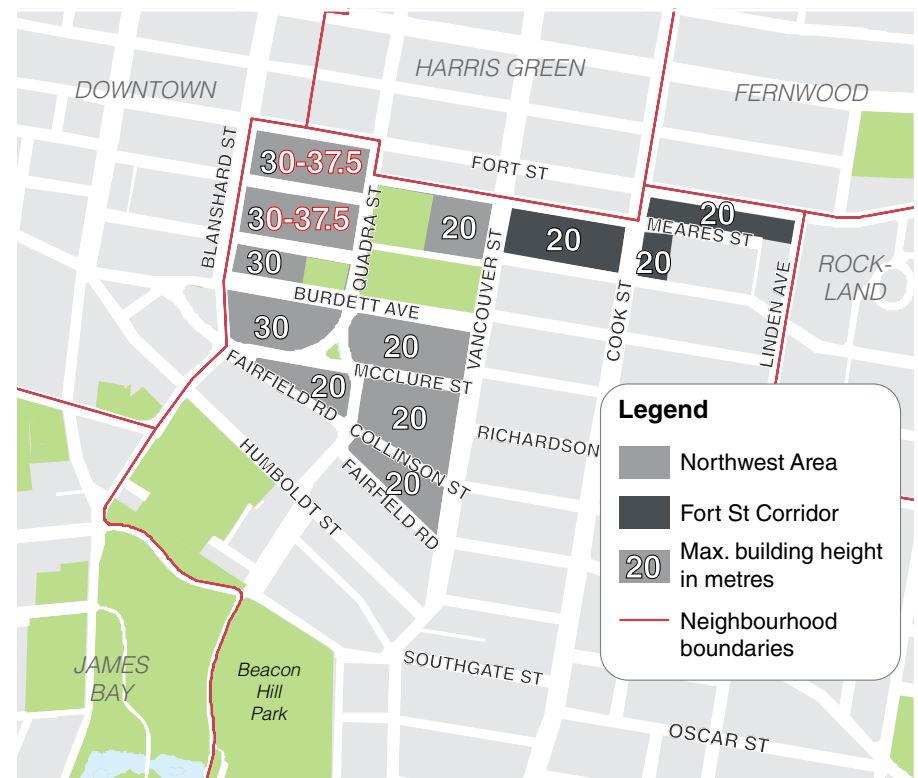 DOWNTOWN
HARRIS GREEN
FERNWOOD
BLANSHARD ST
30-37.5
FORT ST
QUADRA ST
30-37.5
20
VANCOUVER ST
20
20
MEARES ST
20
COOK ST
LINDEN AVE
ROCK-
LAND
30
BURDETT AVE
30
20
MCCLURE ST
FAIRFIELD RD
20
20
COLLINSON ST
RICHARDSON
HUMBOLDT ST
FAIRFIELD RD
20
Legend
Northwest Area
Fort St Corridor
20
Max. building height
in metres
Neighbourhood
boundaries
JAMES
BAY
Beacon
Hill
Park
SOUTHGATE ST
OSCAR ST